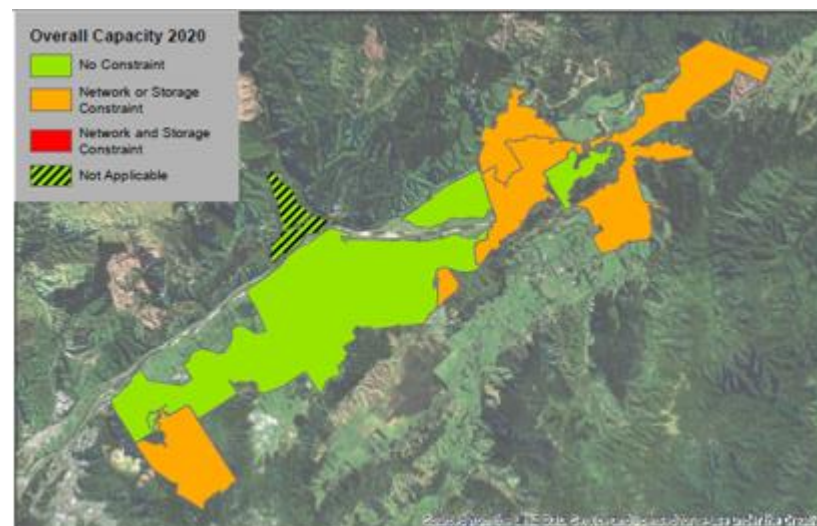 Overall Capacity 2020
No Constraint
Network or Storage
Constraint
Network and Storage
Constraint
Not Applicable